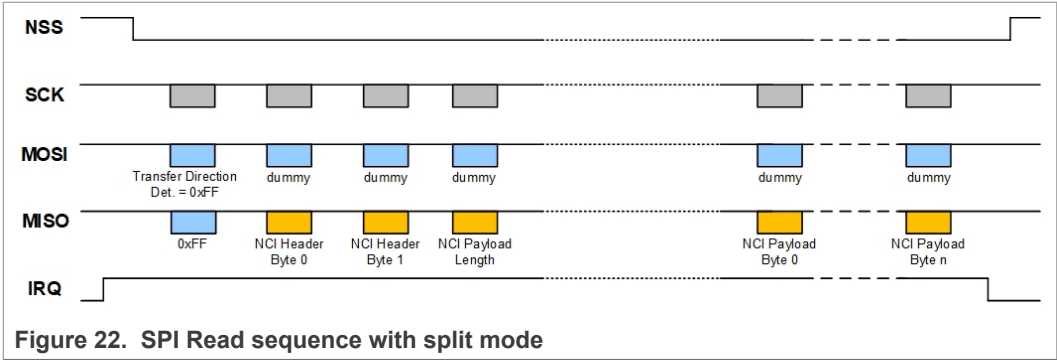 NSS
SCK
MOSI
Transfer Direction
Det. = 0xFF
dummy
dummy
dummy
dummy
dummy
MISO
0xFF
NCI Header
Byte 0
NCI Header
Byte 1
NCI Payload
Length
NCI Payload
Byte 0
NCI Payload
Byte n
IRQ
Figure 22. SPI Read sequence with split mode